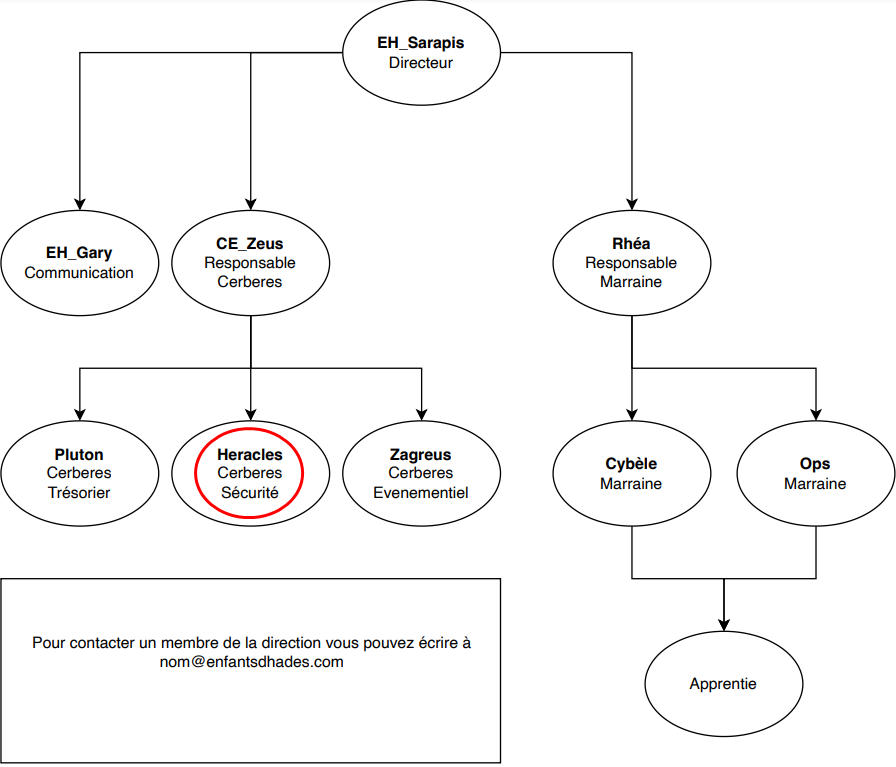 EH_Sarapis
Directeur
EH_Gary
Communication
CE_Zeus
Responsable
Cerberes
Rhéa
Responsable
Marraine
Pluton
Cerberes
Trésorier
Heracles
Cerberes
Sécurité
Zagreus
Cerberes
Evenementiel
Cybèle
Marraine
Ops
Marraine
Pour contacter un membre de la direction vous pouvez écrire à
nom@enfantsdhades.com
Apprentie